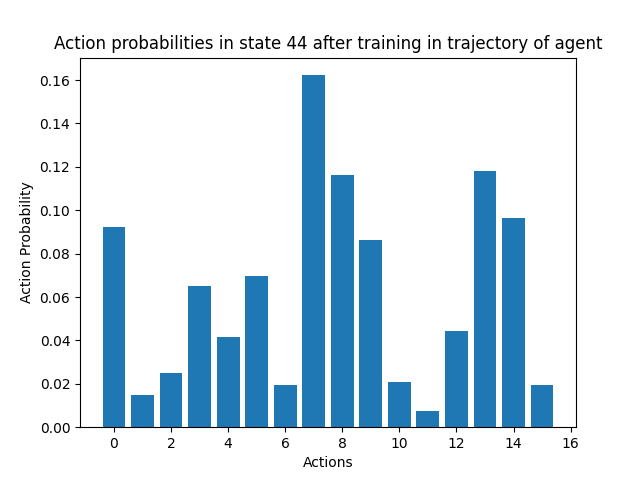 Action probabilities in state 44 after training in trajectory of agent
0.16
0.14
0.12
0.10
0.08
0.06
0.04
0.02
0.00
Action Probability
0 2 4 6 8 10 12 14 16
Actions